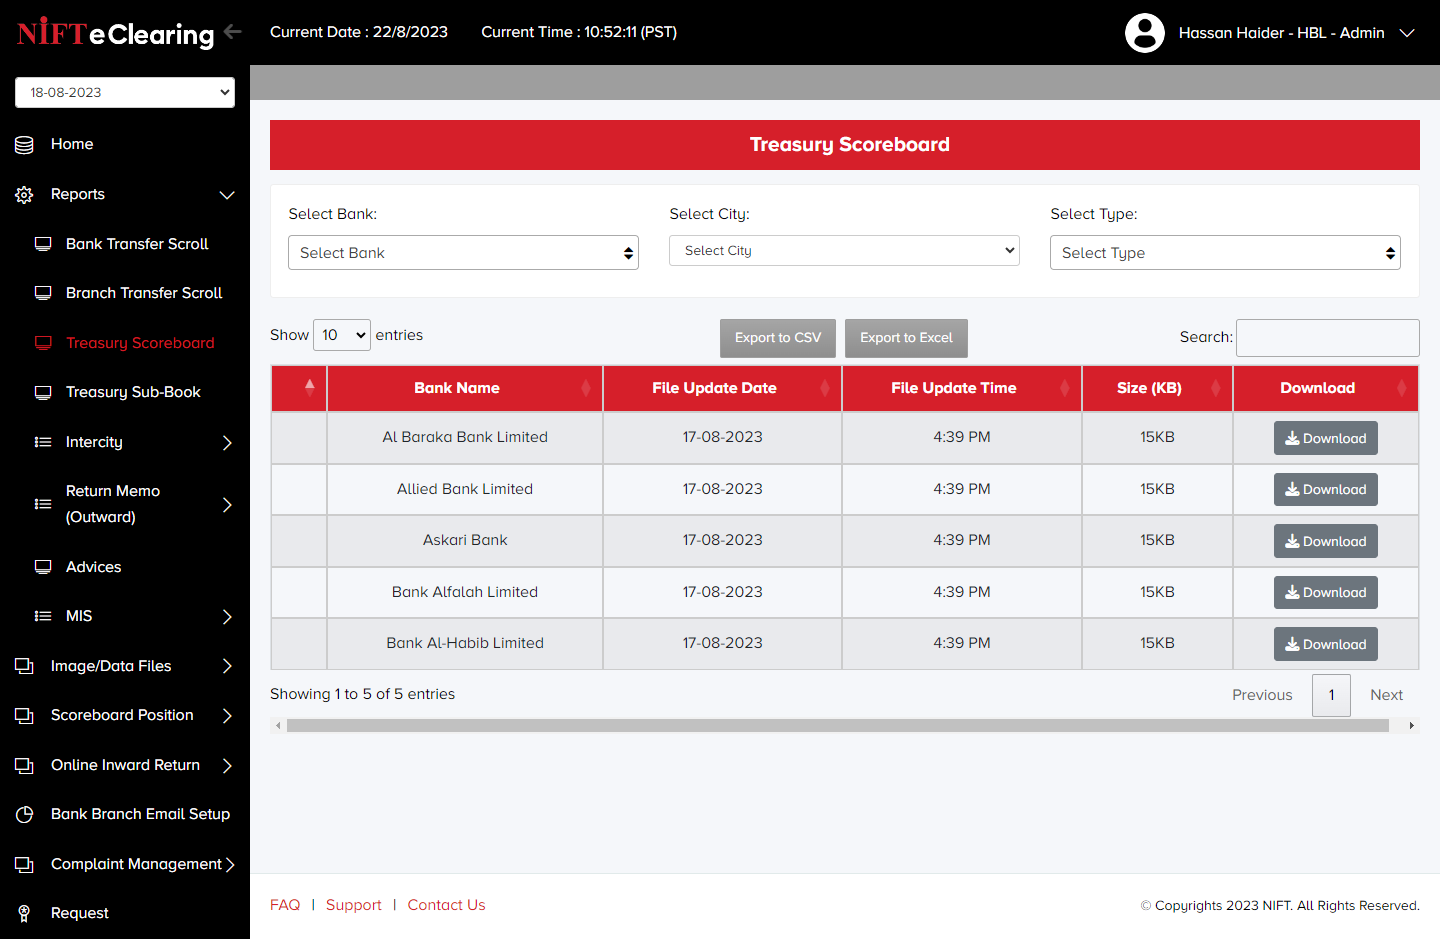 NIFT eClearing
Current Date : 22/8/2023
Current Time : 10:52:11 (PST)
Hassan Haider - HBL - Admin
18-08-2023
Home
Reports
Bank Transfer Scroll
Branch Transfer Scroll
Treasury Scoreboard
Treasury Sub-Book
Intercity
Return Memo
(Outward)
Advices
MIS
Image/Data Files
Scoreboard Position
Online Inward Return
Bank Branch Email Setup
Complaint Management
Request
Treasury Scoreboard
Select Bank: Select City: Select Type:
Select Bank Select City Select Type
Show 10 entries Export to CSV Export to Excel Search:
Bank Name File Update Date File Update Time Size (KB) Download
Al Baraka Bank Limited 17-08-2023 4:39 PM 15KB Download
Allied Bank Limited 17-08-2023 4:39 PM 15KB Download
Askari Bank 17-08-2023 4:39 PM 15KB Download
Bank Alfalah Limited 17-08-2023 4:39 PM 15KB Download
Bank Al-Habib Limited 17-08-2023 4:39 PM 15KB Download
Showing 1 to 5 of 5 entries Previous 1 Next
FAQ | Support | Contact Us
© Copyrights 2023 NIFT. All Rights Reserved.